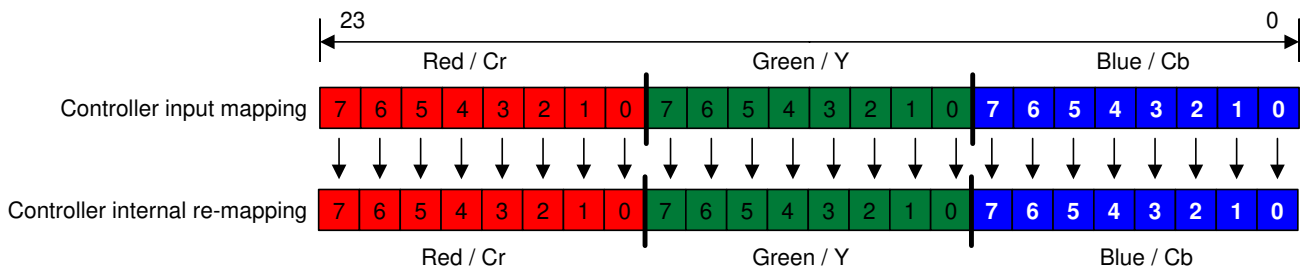 23 0
Red / Cr Green / Y Blue / Cb
Controller input mapping 7 6 5 4 3 2 1 0 7 6 5 4 3 2 1 0 7 6 5 4 3 2 1 0
Controller internal re-mapping 7 6 5 4 3 2 1 0 7 6 5 4 3 2 1 0 7 6 5 4 3 2 1 0
Red / Cr Green / Y Blue / Cb